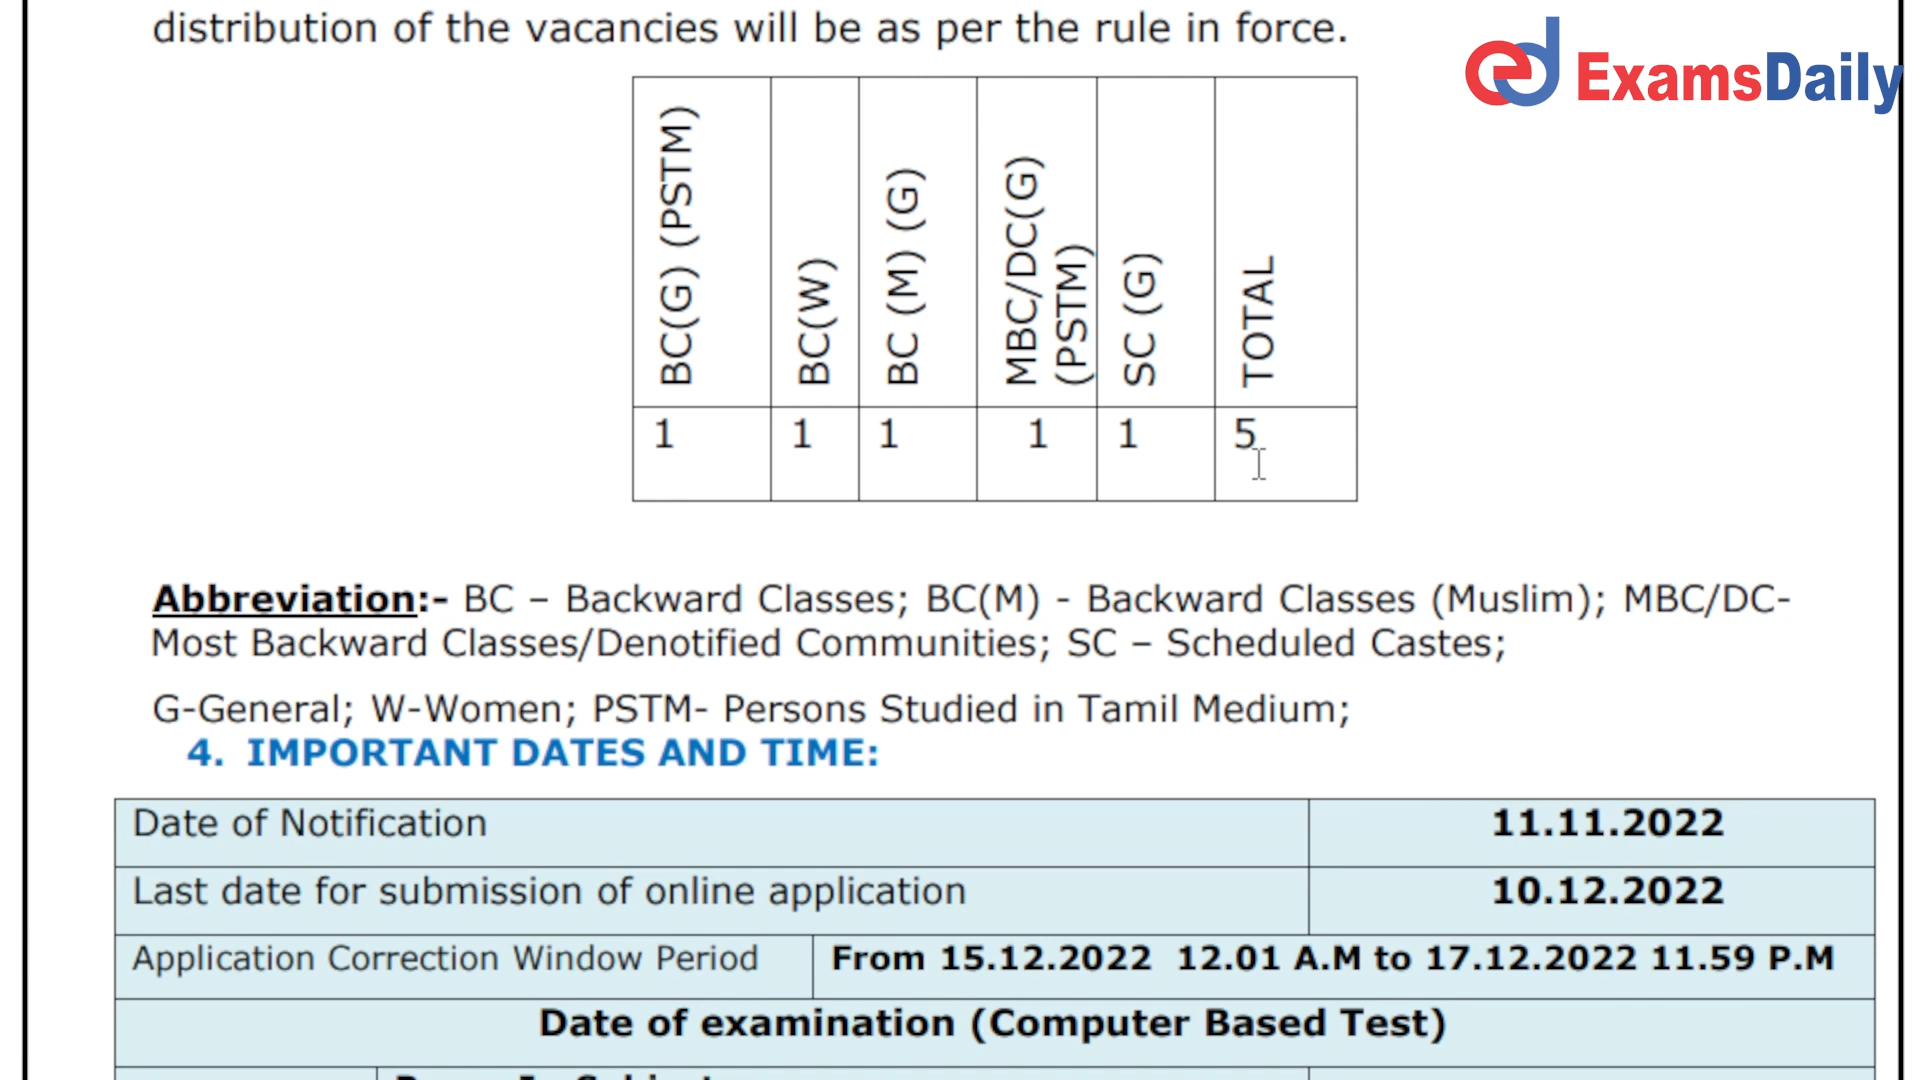 distribution of the vacancies will be as per the rule in force.
ExamsDaily
BC(G) (PSTM)
BC(W)
BC (M) (G)
MBC/DC(G)
(PSTM)
SC (G)
TOTAL
1 1 1 1 1 5
Abbreviation:- BC – Backward Classes; BC(M) - Backward Classes (Muslim); MBC/DC-
Most Backward Classes/Denotified Communities; SC – Scheduled Castes;
G-General; W-Women; PSTM- Persons Studied in Tamil Medium;
4. IMPORTANT DATES AND TIME:
Date of Notification 11.11.2022
Last date for submission of online application 10.12.2022
Application Correction Window Period From 15.12.2022 12.01 A.M to 17.12.2022 11.59 P.M
Date of examination (Computer Based Test)